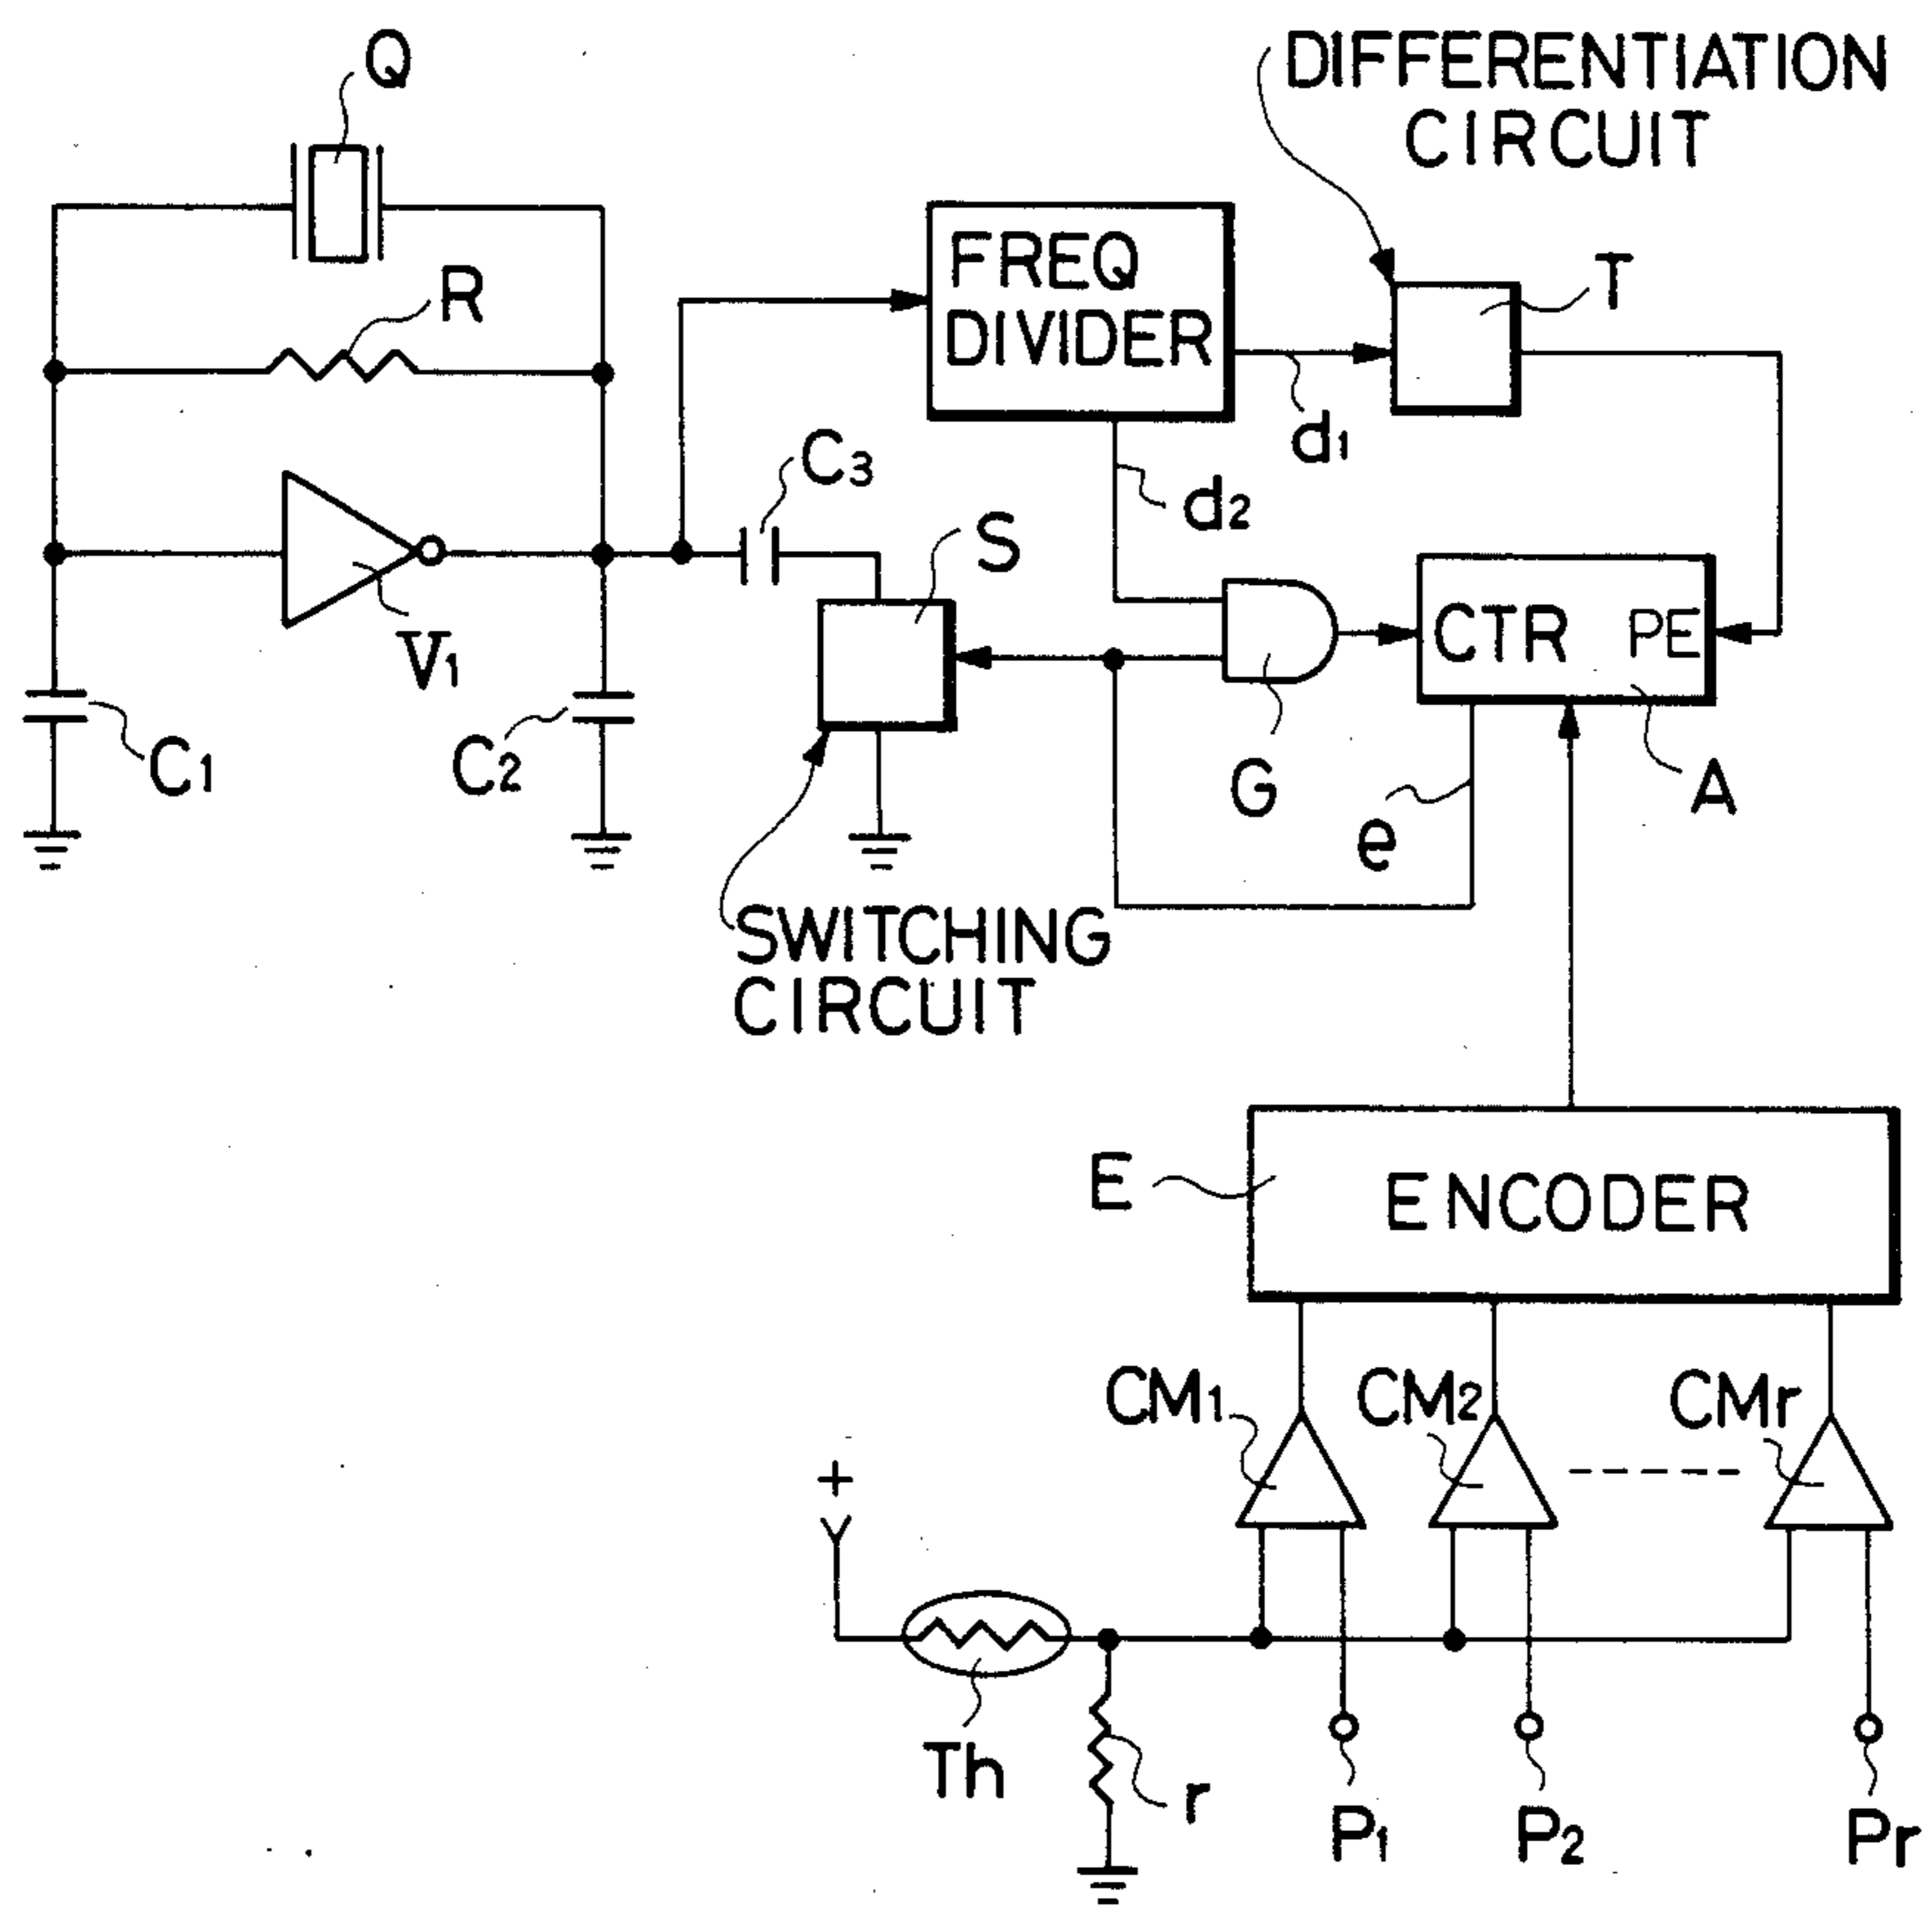 Q
DIFFERENTIATION
CIRCUIT
R
FREQ
DIVIDER
T
d1
C3
d2
S
V1
CTR PE
C1
C2
G
A
e
SWITCHING
CIRCUIT
E
ENCODER
CM1
CM2
CMr
+
Th
r
P1
P2
Pr